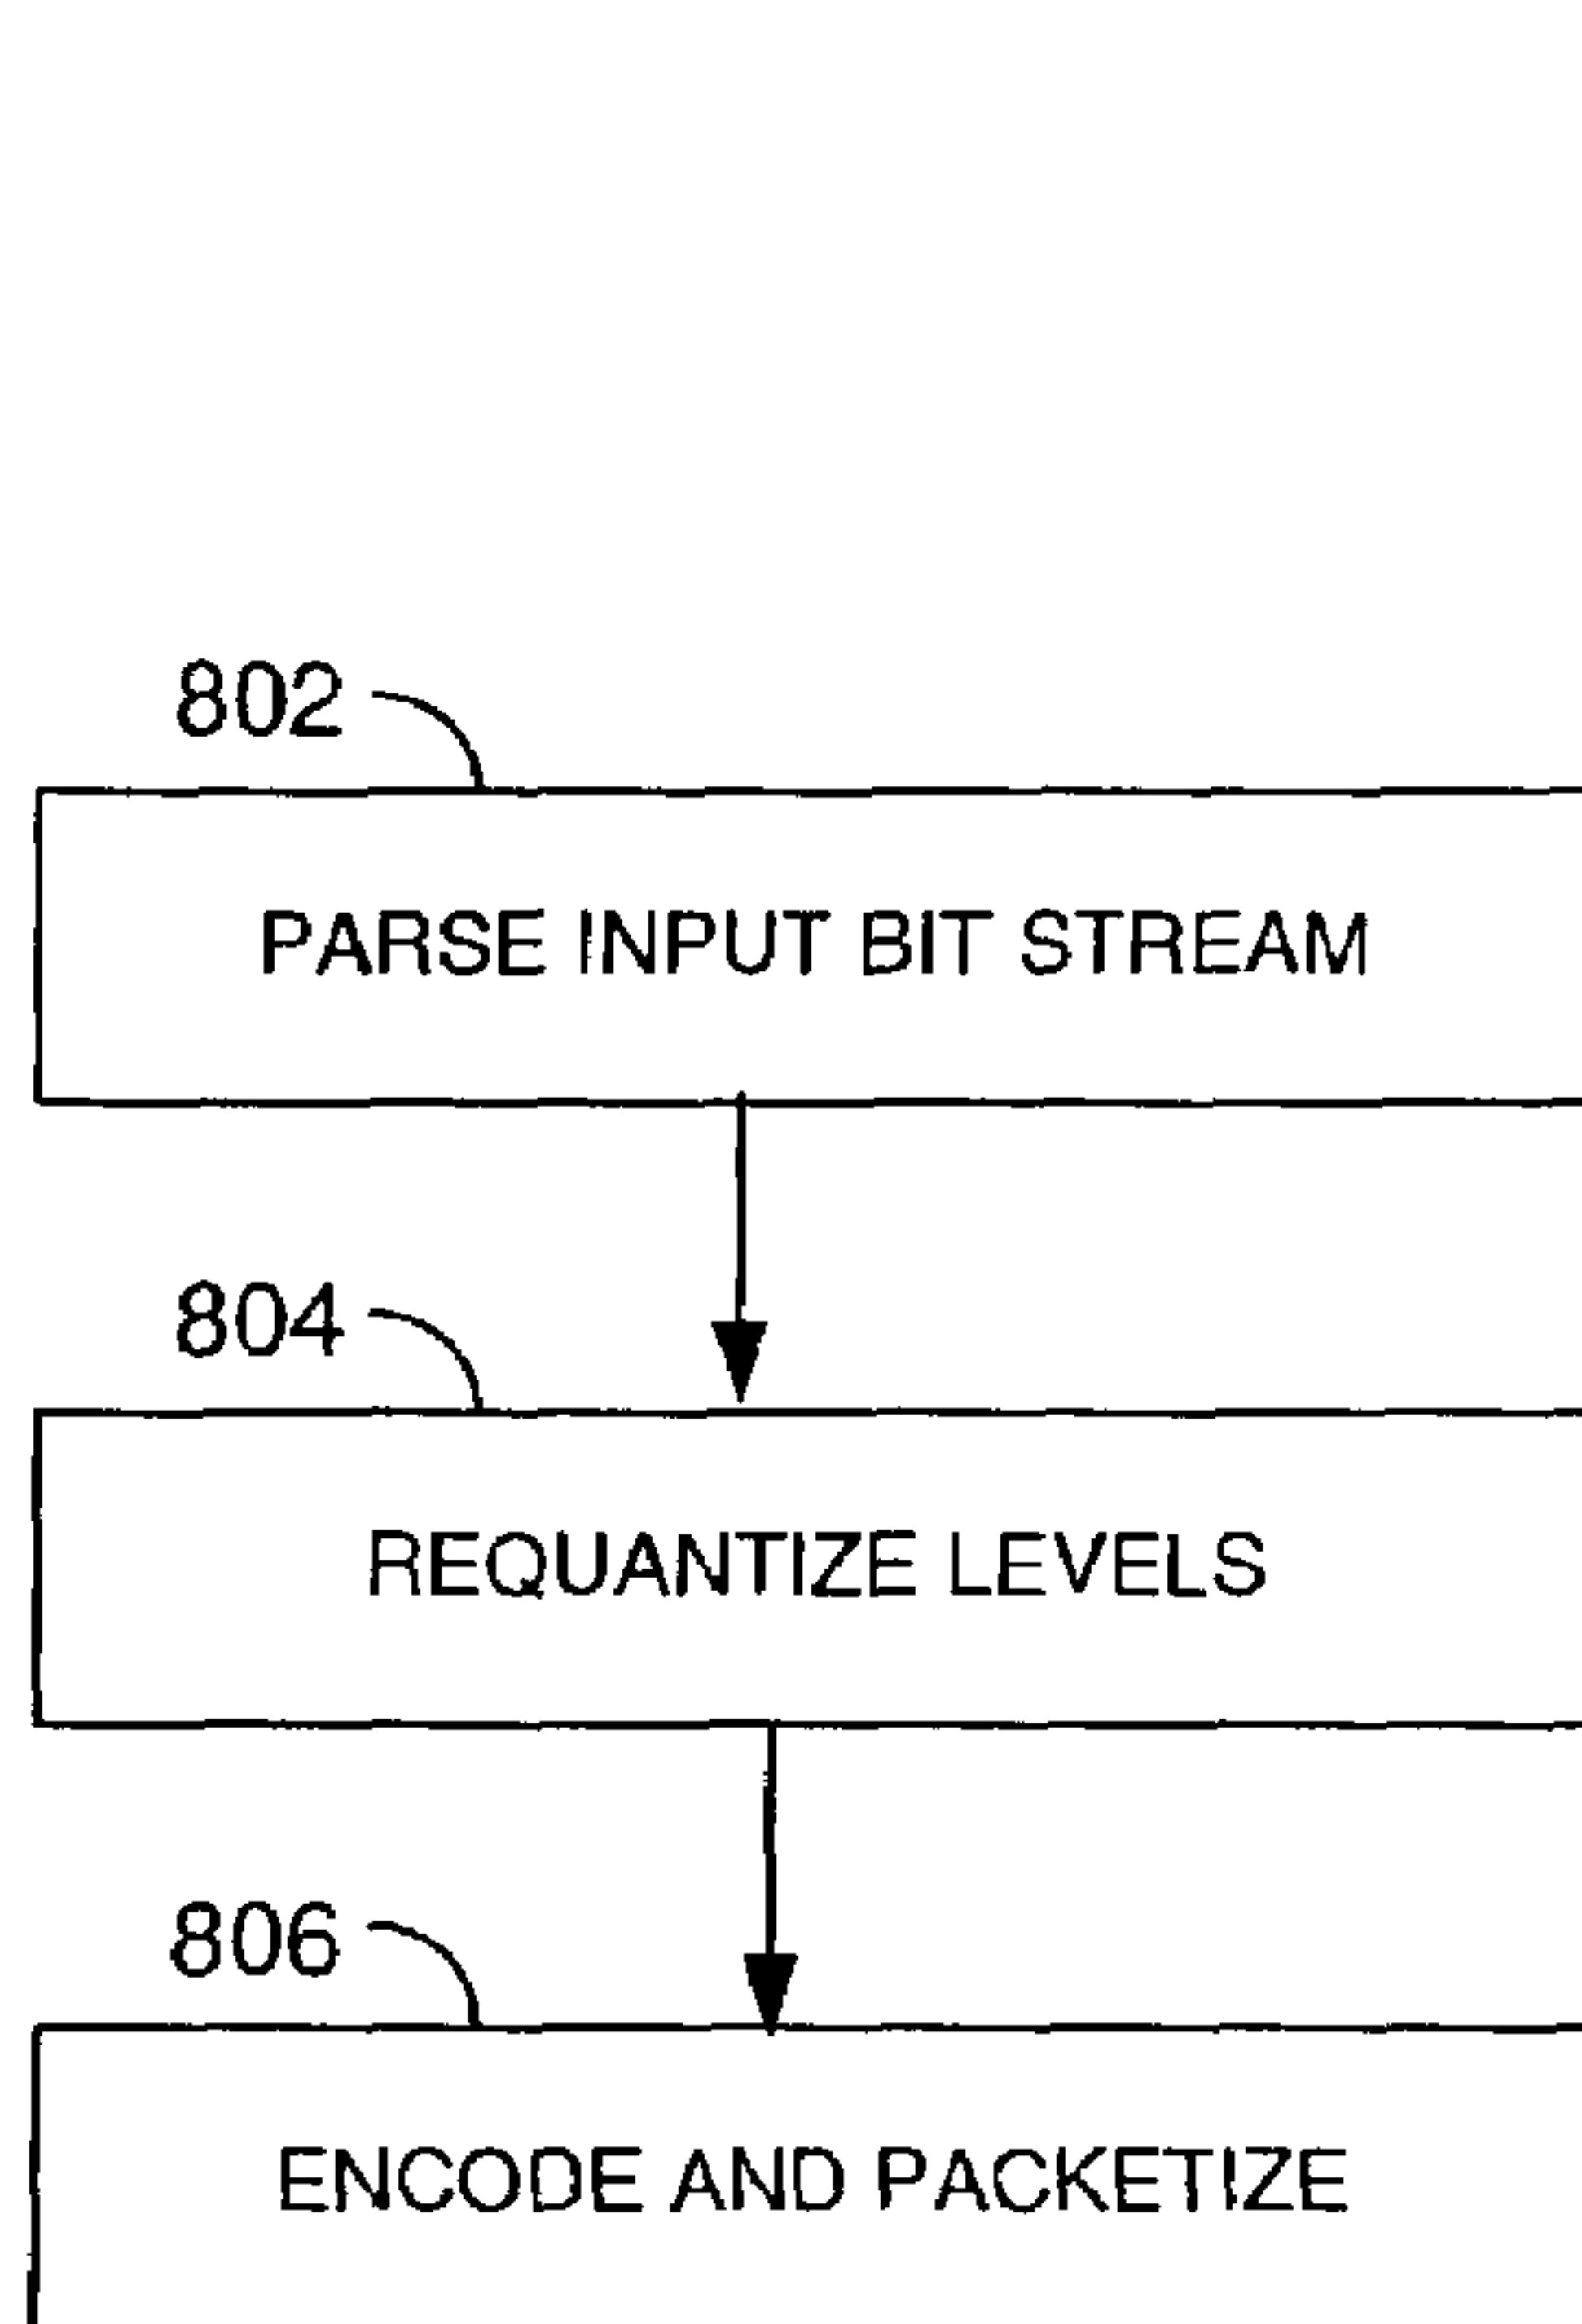 802
PARSE INPUT BIT STREAM
804
REQUANTIZE LEVELS
806
ENCODE AND PACKETIZE